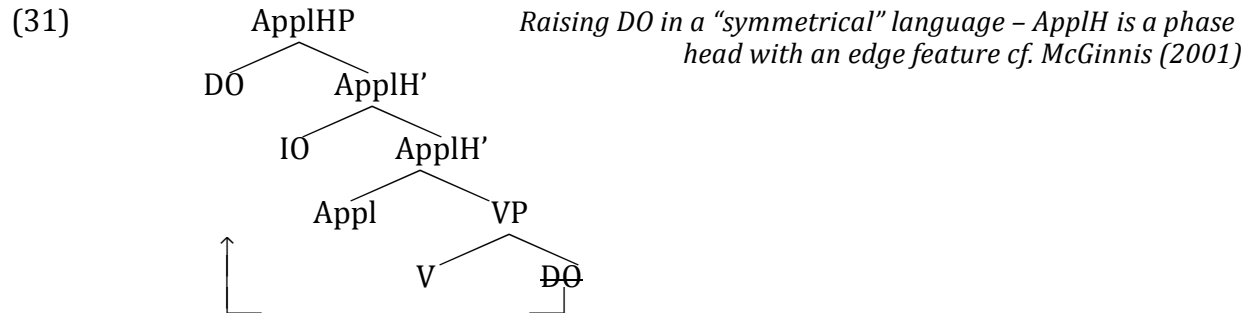 (31) ApplHP Raising DO in a “symmetrical” language – ApplH is a phase
head with an edge feature cf. McGinnis (2001)
DO ApplH’
IO ApplH’
Appl VP
V DO